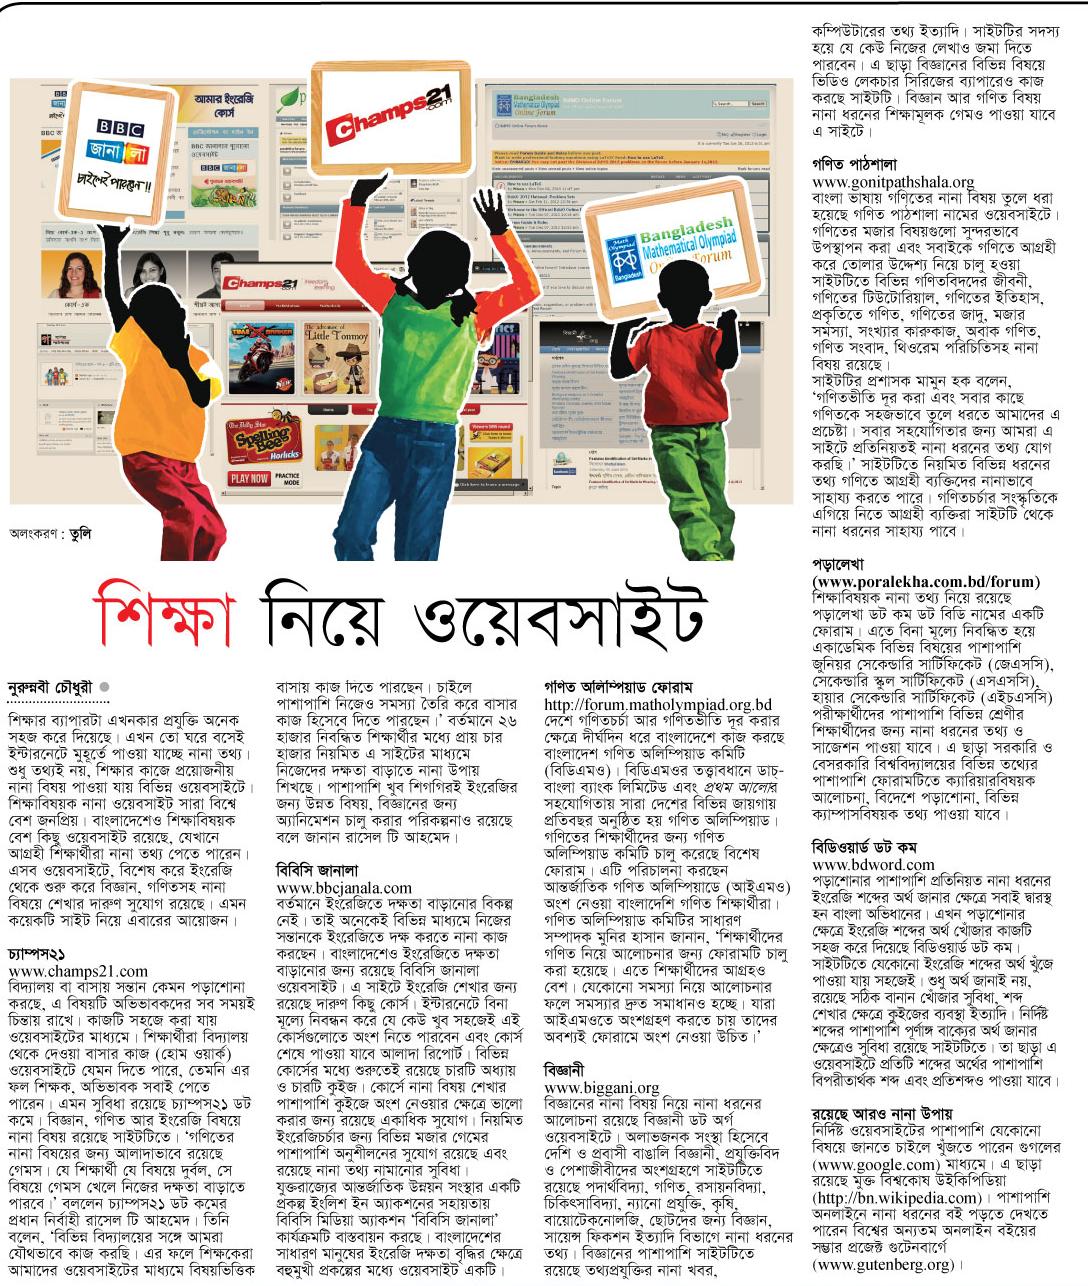 BBC
জানালা
চাইলেই পারবেন!!
আমার ইংরেজি
কোর্স
Champs21
.com
Bangladesh
Mathematical Olympiad
Online Forum
Champs21
.com
The adventure of
Little Tonmoy
The Daily Star
Spelling
Bee
Horlicks
PLAY NOW
PRACTICE
MODE
অলংকরণ : তুলি
শিক্ষা নিয়ে ওয়েবসাইট
নুরুন্নবী চৌধুরী
শিক্ষার ব্যাপারটা এখনকার প্রযুক্তি অনেক
সহজ করে দিয়েছে। এখন তো ঘরে বসেই
ইন্টারনেটে মুহূর্তে পাওয়া যাচ্ছে নানা তথ্য।
শুধু তথ্যই নয়, শিক্ষার কাজে প্রয়োজনীয়
নানা বিষয় পাওয়া যায় বিভিন্ন ওয়েবসাইটে।
শিক্ষাবিষয়ক নানা ওয়েবসাইট সারা বিশ্বে
বেশ জনপ্রিয়। বাংলাদেশেও শিক্ষাবিষয়ক
বেশ কিছু ওয়েবসাইট রয়েছে, যেখানে
আগ্রহী শিক্ষার্থীরা নানা তথ্য পেতে পারেন।
এসব ওয়েবসাইটে, বিশেষ করে ইংরেজি
থেকে শুরু করে বিজ্ঞান, গণিতসহ নানা
বিষয়ে শেখার দারুণ সুযোগ রয়েছে। এমন
কয়েকটি সাইট নিয়ে এবারের আয়োজন।
চ্যাম্পস২১
www.champs21.com
বিদ্যালয় বা বাসায় সন্তান কেমন পড়াশোনা
করছে, এ বিষয়টি অভিভাবকদের সব সময়ই
চিন্তায় রাখে। কাজটি সহজে করা যায়
ওয়েবসাইটের মাধ্যমে। শিক্ষার্থীরা বিদ্যালয়
থেকে দেওয়া বাসার কাজ (হোম ওয়ার্ক)
ওয়েবসাইটে যেমন দিতে পারে, তেমনি এর
ফল শিক্ষক, অভিভাবক সবাই পেতে
পারেন। এমন সুবিধা রয়েছে চ্যাম্পস২১ ডট
কমে। বিজ্ঞান, গণিত আর ইংরেজি বিষয়ে
নানা বিষয় রয়েছে সাইটটিতে। ‘গণিতের
নানা বিষয়ের জন্য আলাদাভাবে রয়েছে
গেমস। যে শিক্ষার্থী যে বিষয়ে দুর্বল, সে
বিষয়ে গেমস খেলে নিজের দক্ষতা বাড়াতে
পারবে।’ বললেন চ্যাম্পস২১ ডট কমের
প্রধান নির্বাহী রাসেল টি আহমেদ। তিনি
বলেন, ‘বিভিন্ন বিদ্যালয়ের সঙ্গে আমরা
যৌথভাবে কাজ করছি। এর ফলে শিক্ষকেরা
আমাদের ওয়েবসাইটের মাধ্যমে বিষয়ভিত্তিক
বাসায় কাজ দিতে পারছেন। চাইলে
পাশাপাশি নিজেও সমস্যা তৈরি করে বাসার
কাজ হিসেবে দিতে পারছেন।’ বর্তমানে ২৬
হাজার নিবন্ধিত শিক্ষার্থীর মধ্যে প্রায় চার
হাজার নিয়মিত এ সাইটের মাধ্যমে
নিজেদের দক্ষতা বাড়াতে নানা উপায়
শিখছে। পাশাপাশি খুব শিগগিরই ইংরেজির
জন্য উন্নত বিষয়, বিজ্ঞানের জন্য
অ্যানিমেশন চালু করার পরিকল্পনাও রয়েছে
বলে জানান রাসেল টি আহমেদ।
বিবিসি জানালা
www.bbcjanala.com
বর্তমানে ইংরেজিতে দক্ষতা বাড়ানোর বিকল্প
নেই। তাই অনেকেই বিভিন্ন মাধ্যমে নিজের
সন্তানকে ইংরেজিতে দক্ষ করতে নানা কাজ
করছেন। বাংলাদেশেও ইংরেজিতে দক্ষতা
বাড়ানোর জন্য রয়েছে বিবিসি জানালা
ওয়েবসাইট। এ সাইটে ইংরেজি শেখার জন্য
রয়েছে দারুণ কিছু কোর্স। ইন্টারনেটে বিনা
মূল্যে নিবন্ধন করে যে কেউ খুব সহজেই এই
কোর্সগুলোতে অংশ নিতে পারবেন এবং কোর্স
শেষে পাওয়া যাবে আলাদা রিপোর্ট। বিভিন্ন
কোর্সের মধ্যে শুরুতেই রয়েছে চারটি অধ্যায়
ও চারটি কুইজ। কোর্সে নানা বিষয় শেখার
পাশাপাশি কুইজে অংশ নেওয়ার ক্ষেত্রে ভালো
করার জন্য রয়েছে একাধিক সুযোগ। নিয়মিত
ইংরেজিচর্চার জন্য বিভিন্ন মজার গেমের
পাশাপাশি অনুশীলনের সুযোগ রয়েছে এবং
রয়েছে নানা তথ্য নামানোর সুবিধা।
যুক্তরাজ্যের আন্তর্জাতিক উন্নয়ন সংস্থার একটি
প্রকল্প ইংলিশ ইন অ্যাকশনের সহায়তায়
বিবিসি মিডিয়া অ্যাকশন ‘বিবিসি জানালা’
কার্যক্রমটি বাস্তবায়ন করছে। বাংলাদেশের
সাধারণ মানুষের ইংরেজি দক্ষতা বৃদ্ধির ক্ষেত্রে
বহুমুখী প্রকল্পের মধ্যে ওয়েবসাইট একটি।
গণিত অলিম্পিয়াড ফোরাম
http://forum.matholympiad.org.bd
দেশে গণিতচর্চা আর গণিতভীতি দূর করার
ক্ষেত্রে দীর্ঘদিন ধরে বাংলাদেশে কাজ করছে
বাংলাদেশ গণিত অলিম্পিয়াড কমিটি
(বিডিএমও)। বিডিএমওর তত্ত্বাবধানে ডাচ-
বাংলা ব্যাংক লিমিটেড এবং প্রথম আলোর
সহযোগিতায় সারা দেশের বিভিন্ন জায়গায়
প্রতিবছর অনুষ্ঠিত হয় গণিত অলিম্পিয়াড।
গণিতের শিক্ষার্থীদের জন্য গণিত
অলিম্পিয়াড কমিটি চালু করেছে বিশেষ
ফোরাম। এটি পরিচালনা করছেন
আন্তর্জাতিক গণিত অলিম্পিয়াডে (আইএমও)
অংশ নেওয়া বাংলাদেশি গণিত শিক্ষার্থীরা।
গণিত অলিম্পিয়াড কমিটির সাধারণ
সম্পাদক মুনির হাসান জানান, ‘শিক্ষার্থীদের
গণিত নিয়ে আলোচনার জন্য ফোরামটি চালু
করা হয়েছে। এতে শিক্ষার্থীদের আগ্রহও
বেশ। যেকোনো সমস্যা নিয়ে আলোচনার
ফলে সমস্যার দ্রুত সমাধানও হচ্ছে। যারা
আইএমওতে অংশগ্রহণ করতে চায় তাদের
অবশ্যই ফোরামে অংশ নেওয়া উচিত।’
বিজ্ঞানী
www.biggani.org
বিজ্ঞানের নানা বিষয় নিয়ে নানা ধরনের
আলোচনা রয়েছে বিজ্ঞানী ডট অর্গ
ওয়েবসাইটে। অলাভজনক সংস্থা হিসেবে
দেশি ও প্রবাসী বাঙালি বিজ্ঞানী, প্রযুক্তিবিদ
ও পেশাজীবীদের অংশগ্রহণে সাইটটিতে
রয়েছে পদার্থবিদ্যা, গণিত, রসায়নবিদ্যা,
চিকিৎসাবিদ্যা, ন্যানো প্রযুক্তি, কৃষি,
বায়োটেকনোলজি, ছোটদের জন্য বিজ্ঞান,
সায়েন্স ফিকশন ইত্যাদি বিভাগে নানা ধরনের
তথ্য। বিজ্ঞানের পাশাপাশি সাইটটিতে
রয়েছে তথ্যপ্রযুক্তির নানা খবর,
কম্পিউটারের তথ্য ইত্যাদি। সাইটটির সদস্য
হয়ে যে কেউ নিজের লেখাও জমা দিতে
পারবেন। এ ছাড়া বিজ্ঞানের বিভিন্ন বিষয়ে
ভিডিও লেকচার সিরিজের ব্যাপারেও কাজ
করছে সাইটটি। বিজ্ঞান আর গণিত বিষয়
নানা ধরনের শিক্ষামূলক গেমও পাওয়া যাবে
এ সাইটে।
গণিত পাঠশালা
www.gonitpathshala.org
বাংলা ভাষায় গণিতের নানা বিষয় তুলে ধরা
হয়েছে গণিত পাঠশালা নামের ওয়েবসাইটে।
গণিতের মজার বিষয়গুলো সুন্দরভাবে
উপস্থাপন করা এবং সবাইকে গণিতে আগ্রহী
করে তোলার উদ্দেশ্য নিয়ে চালু হওয়া
সাইটটিতে বিভিন্ন গণিতবিদদের জীবনী,
গণিতের টিউটোরিয়াল, গণিতের ইতিহাস,
প্রকৃতিতে গণিত, গণিতের জাদু, মজার
সমস্যা, সংখ্যার কারুকাজ, অবাক গণিত,
গণিত সংবাদ, থিওরেম পরিচিতিসহ নানা
বিষয় রয়েছে।
সাইটটির প্রশাসক মামুন হক বলেন,
‘গণিতভীতি দূর করা এবং সবার কাছে
গণিতকে সহজভাবে তুলে ধরতে আমাদের এ
প্রচেষ্টা। সবার সহযোগিতার জন্য আমরা এ
সাইটে প্রতিনিয়তই নানা ধরনের তথ্য যোগ
করছি।’ সাইটটিতে নিয়মিত বিভিন্ন ধরনের
তথ্য গণিতে আগ্রহী ব্যক্তিদের নানাভাবে
সাহায্য করতে পারে। গণিতচর্চার সংস্কৃতিকে
এগিয়ে নিতে আগ্রহী ব্যক্তিরা সাইটটি থেকে
নানা ধরনের সাহায্য পাবে।
পড়ালেখা
(www.poralekha.com.bd/forum)
শিক্ষাবিষয়ক নানা তথ্য নিয়ে রয়েছে
পড়ালেখা ডট কম ডট বিডি নামের একটি
ফোরাম। এতে বিনা মূল্যে নিবন্ধিত হয়ে
একাডেমিক বিভিন্ন বিষয়ের পাশাপাশি
জুনিয়র সেকেন্ডারি সার্টিফিকেট (জেএসসি),
সেকেন্ডারি স্কুল সার্টিফিকেট (এসএসসি),
হায়ার সেকেন্ডারি সার্টিফিকেট (এইচএসসি)
পরীক্ষার্থীদের পাশাপাশি বিভিন্ন শ্রেণীর
শিক্ষার্থীদের জন্য নানা ধরনের তথ্য ও
সাজেশন পাওয়া যাবে। এ ছাড়া সরকারি ও
বেসরকারি বিশ্ববিদ্যালয়ের বিভিন্ন তথ্যের
পাশাপাশি ফোরামটিতে ক্যারিয়ারবিষয়ক
আলোচনা, বিদেশে পড়াশোনা, বিভিন্ন
ক্যাম্পাসবিষয়ক তথ্য পাওয়া যাবে।
বিডিওয়ার্ড ডট কম
www.bdword.com
পড়াশোনার পাশাপাশি প্রতিনিয়ত নানা ধরনের
ইংরেজি শব্দের অর্থ জানার ক্ষেত্রে সবাই দ্বারস্থ
হন বাংলা অভিধানের। এখন পড়াশোনার
ক্ষেত্রে ইংরেজি শব্দের অর্থ খোঁজার কাজটি
সহজ করে দিয়েছে বিডিওয়ার্ড ডট কম।
সাইটটিতে যেকোনো ইংরেজি শব্দের অর্থ খুঁজে
পাওয়া যায় সহজেই। শুধু অর্থ জানাই নয়,
রয়েছে সঠিক বানান খোঁজার সুবিধা, শব্দ
শেখার ক্ষেত্রে কুইজের ব্যবস্থা ইত্যাদি। নির্দিষ্ট
শব্দের পাশাপাশি পূর্ণাঙ্গ বাক্যের অর্থ জানার
ক্ষেত্রেও সুবিধা রয়েছে সাইটটিতে। তা ছাড়া এ
ওয়েবসাইটে প্রতিটি শব্দের অর্থের পাশাপাশি
বিপরীতার্থক শব্দ এবং প্রতিশব্দও পাওয়া যাবে।
রয়েছে আরও নানা উপায়
নির্দিষ্ট ওয়েবসাইটের পাশাপাশি যেকোনো
বিষয়ে জানতে চাইলে খুঁজতে পারেন গুগলের
(www.google.com) মাধ্যমে। এ ছাড়া
রয়েছে মুক্ত বিশ্বকোষ উইকিপিডিয়া
(http://bn.wikipedia.com)। পাশাপাশি
অনলাইনে নানা ধরনের বই পড়তে দেখতে
পারেন বিশ্বের অন্যতম অনলাইন বইয়ের
সম্ভার প্রজেক্ট গুটেনবার্গে
(www.gutenberg.org)।